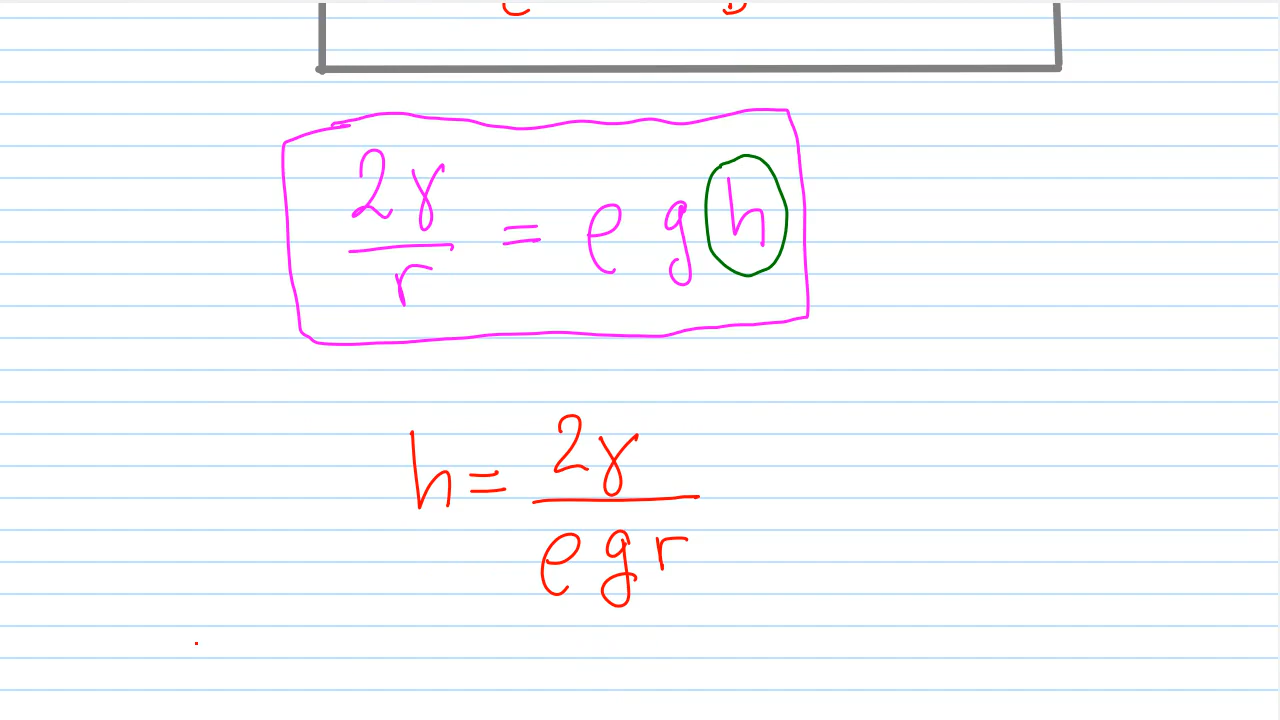 2γ/r = ρgh
h = 2γ/ρgr